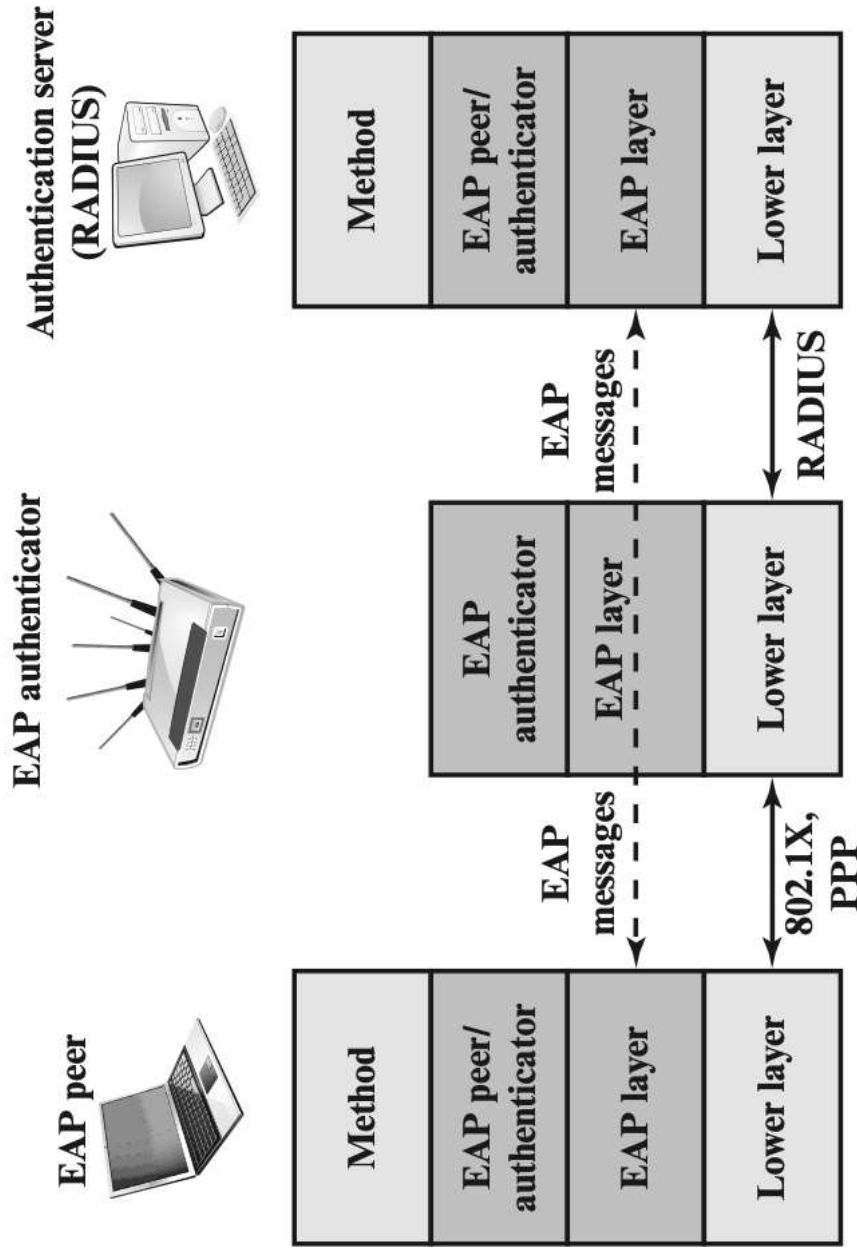 EAP peer
EAP authenticator
Authentication server
(RADIUS)
Method
EAP peer/
authenticator
EAP layer
Lower layer
EAP
messages
802.1X,
PPP
EAP
authenticator
EAP layer
Lower layer
EAP
messages
RADIUS
Method
EAP peer/
authenticator
EAP layer
Lower layer